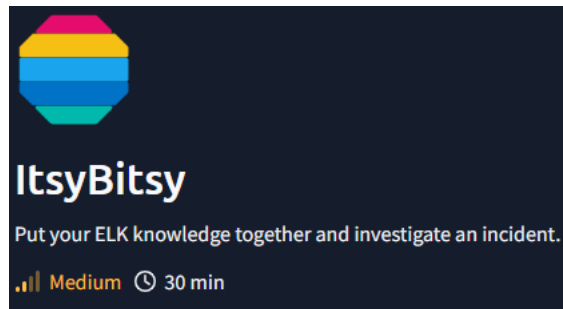 ItsyBitsy
Put your ELK knowledge together and investigate an incident.
Medium 30 min